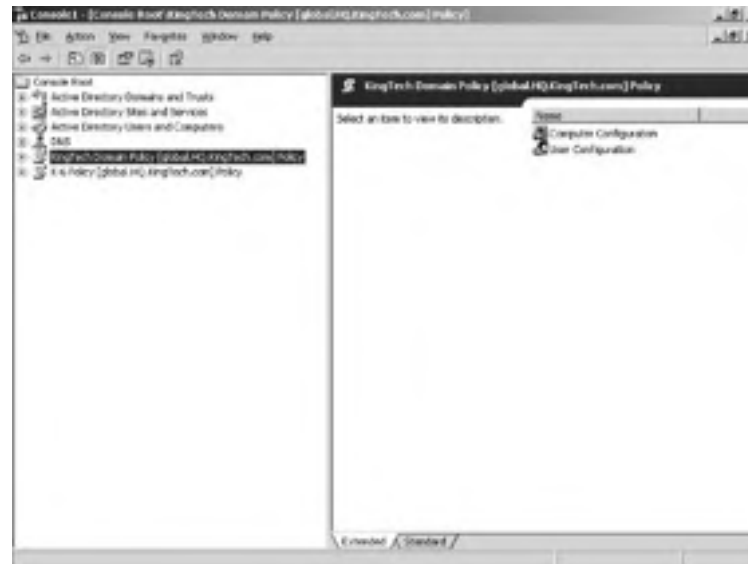 Console1 - [Console Root\KingTech Domain Policy [global.HQ.KingTech.com] Policy]
File Action View Favorites Window Help
Console Root
Active Directory Domains and Trusts
Active Directory Sites and Services
Active Directory Users and Computers
DNS
KingTech Domain Policy [global.HQ.KingTech.com] Policy
Policy [global.HQ.KingTech.com] Policy
KingTech Domain Policy [global.HQ.KingTech.com] Policy
Select an item to view its description.
Name
Computer Configuration
User Configuration
Extended Standard